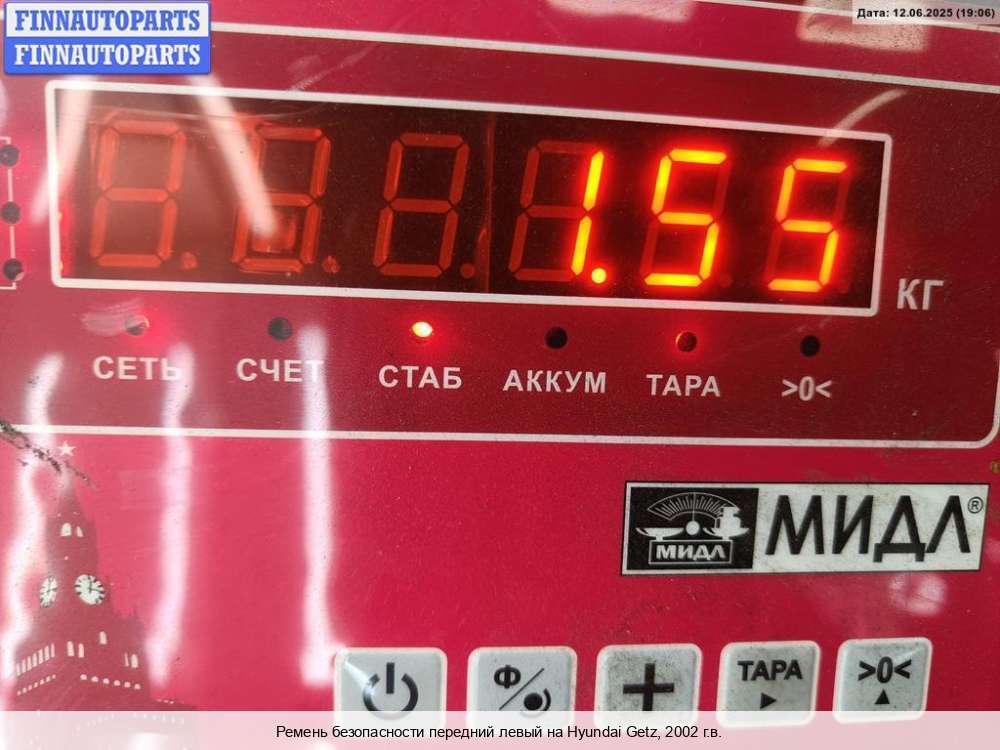 FINNAUTOPARTS
FINNAUTOPARTS
Дата: 12.06.2025 (19:06)
1.55
КГ
СЕТЬ СЧЕТ СТАБ АККУМ ТАРА >0<
МИДЛ МИДЛ®
Ф ТАРА >0<
Ремень безопасности передний левый на Hyundai Getz, 2002 г.в.